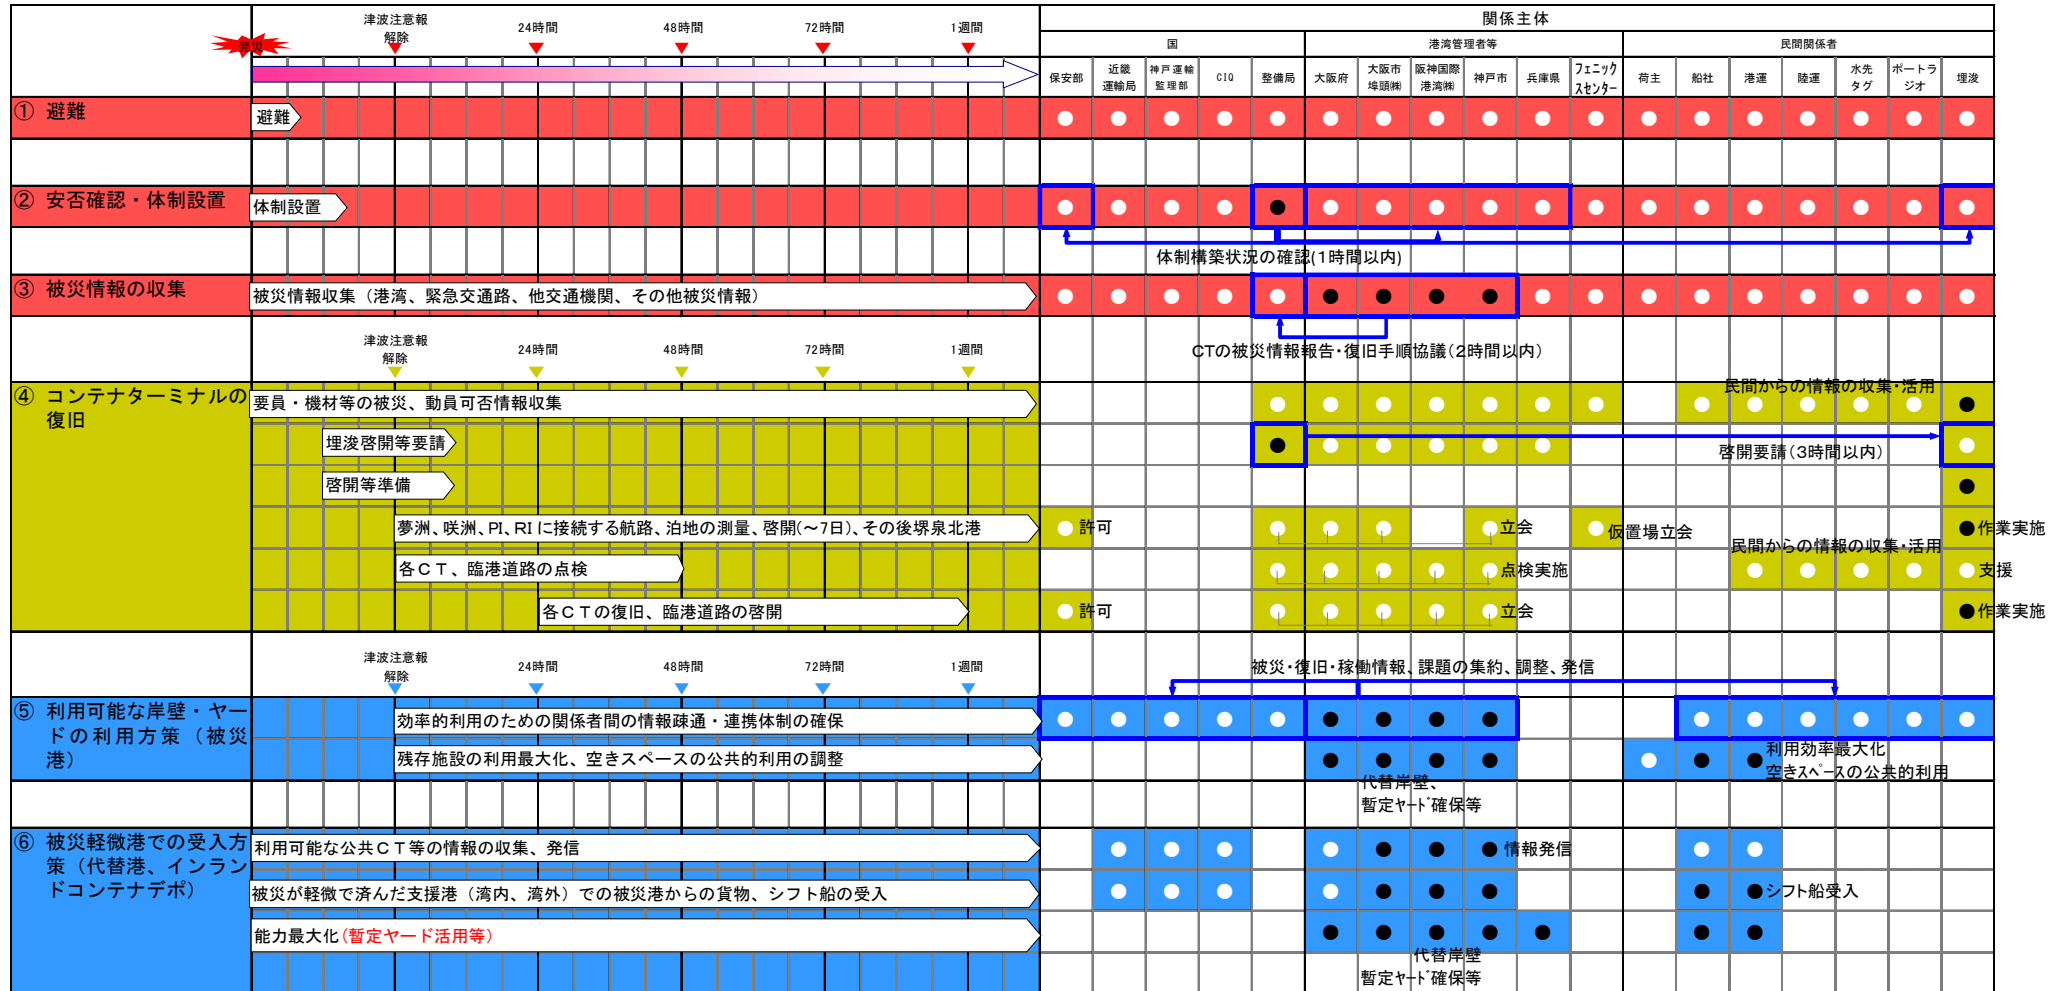 関係主体
津波注意報
解除
24時間
48時間
72時間
1週間
発災
国
港湾管理者等
民間関係者
保安部
近畿
運輸局
神戸運輸
監理部
CIQ
整備局
大阪府
大阪市
埠頭㈱
阪神国際
港湾㈱
神戸市
兵庫県
フェニック
スセンター
荷主
船社
港運
陸運
水先
タグ
ポートラ
ジオ
埋浚
① 避難
避難
② 安否確認・体制設置
体制設置
体制構築状況の確認(1時間以内)
③ 被災情報の収集
被災情報収集（港湾、緊急交通路、他交通機関、その他被災情報）
津波注意報
解除
24時間
48時間
72時間
1週間
CTの被災情報報告・復旧手順協議(2時間以内)
④ コンテナターミナルの
復旧
要員・機材等の被災、動員可否情報収集
民間からの情報の収集・活用
埋浚啓開等要請
啓開要請(3時間以内)
啓開等準備
夢洲、咲洲、PI、RIに接続する航路、泊地の測量、啓開(～7日)、その後堺泉北港
許可
立会
仮置場立会
作業実施
民間からの情報の収集・活用
各ＣＴ、臨港道路の点検
点検実施
支援
各ＣＴの復旧、臨港道路の啓開
許可
立会
作業実施
津波注意報
解除
24時間
48時間
72時間
1週間
被災・復旧・稼働情報、課題の集約、調整、発信
⑤ 利用可能な岸壁・ヤー
ドの利用方策（被災
港）
効率的利用のための関係者間の情報疎通・連携体制の確保
残存施設の利用最大化、空きスペースの公共的利用の調整
利用効率最大化
空きｽﾍﾟｰｽの公共的利用
代替岸壁、
暫定ﾔｰﾄﾞ確保等
⑥ 被災軽微港での受入方
策（代替港、インラン
ドコンテナデポ）
利用可能な公共ＣＴ等の情報の収集、発信
情報発信
被災が軽微で済んだ支援港（湾内、湾外）での被災港からの貨物、シフト船の受入
シフト船受入
能力最大化(暫定ヤード活用等)
代替岸壁
暫定ﾔｰﾄﾞ確保等